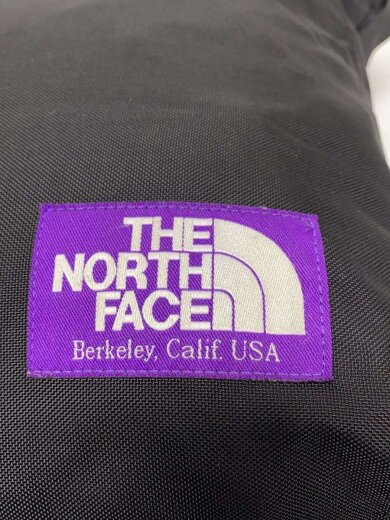 THE
NORTH
FACE
Berkeley, Calif. USA